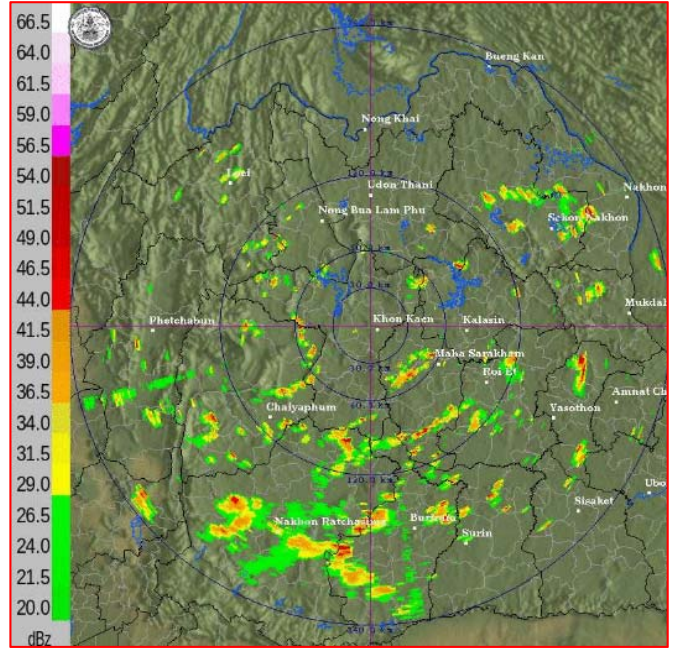 66.5
64.0
61.5
59.0
56.5
54.0
51.5
49.0
46.5
44.0
41.5
39.0
36.5
34.0
31.5
29.0
26.5
24.0
21.5
20.0
dBz
Bueng Kan
Nong Khai
Loei
Udon Thani
Nakhon
Nong Bua Lam Phu
Sakon Nakhon
Mukdal
Phetchabun
Khon Kaen
Kalasin
Maha Sarakham
Roi Et
Chaiyaphum
Yasothon
Amnat Ch
120.0 km
Nakhon Ratchasima
Buriram
Surin
Sisaket
Ubo